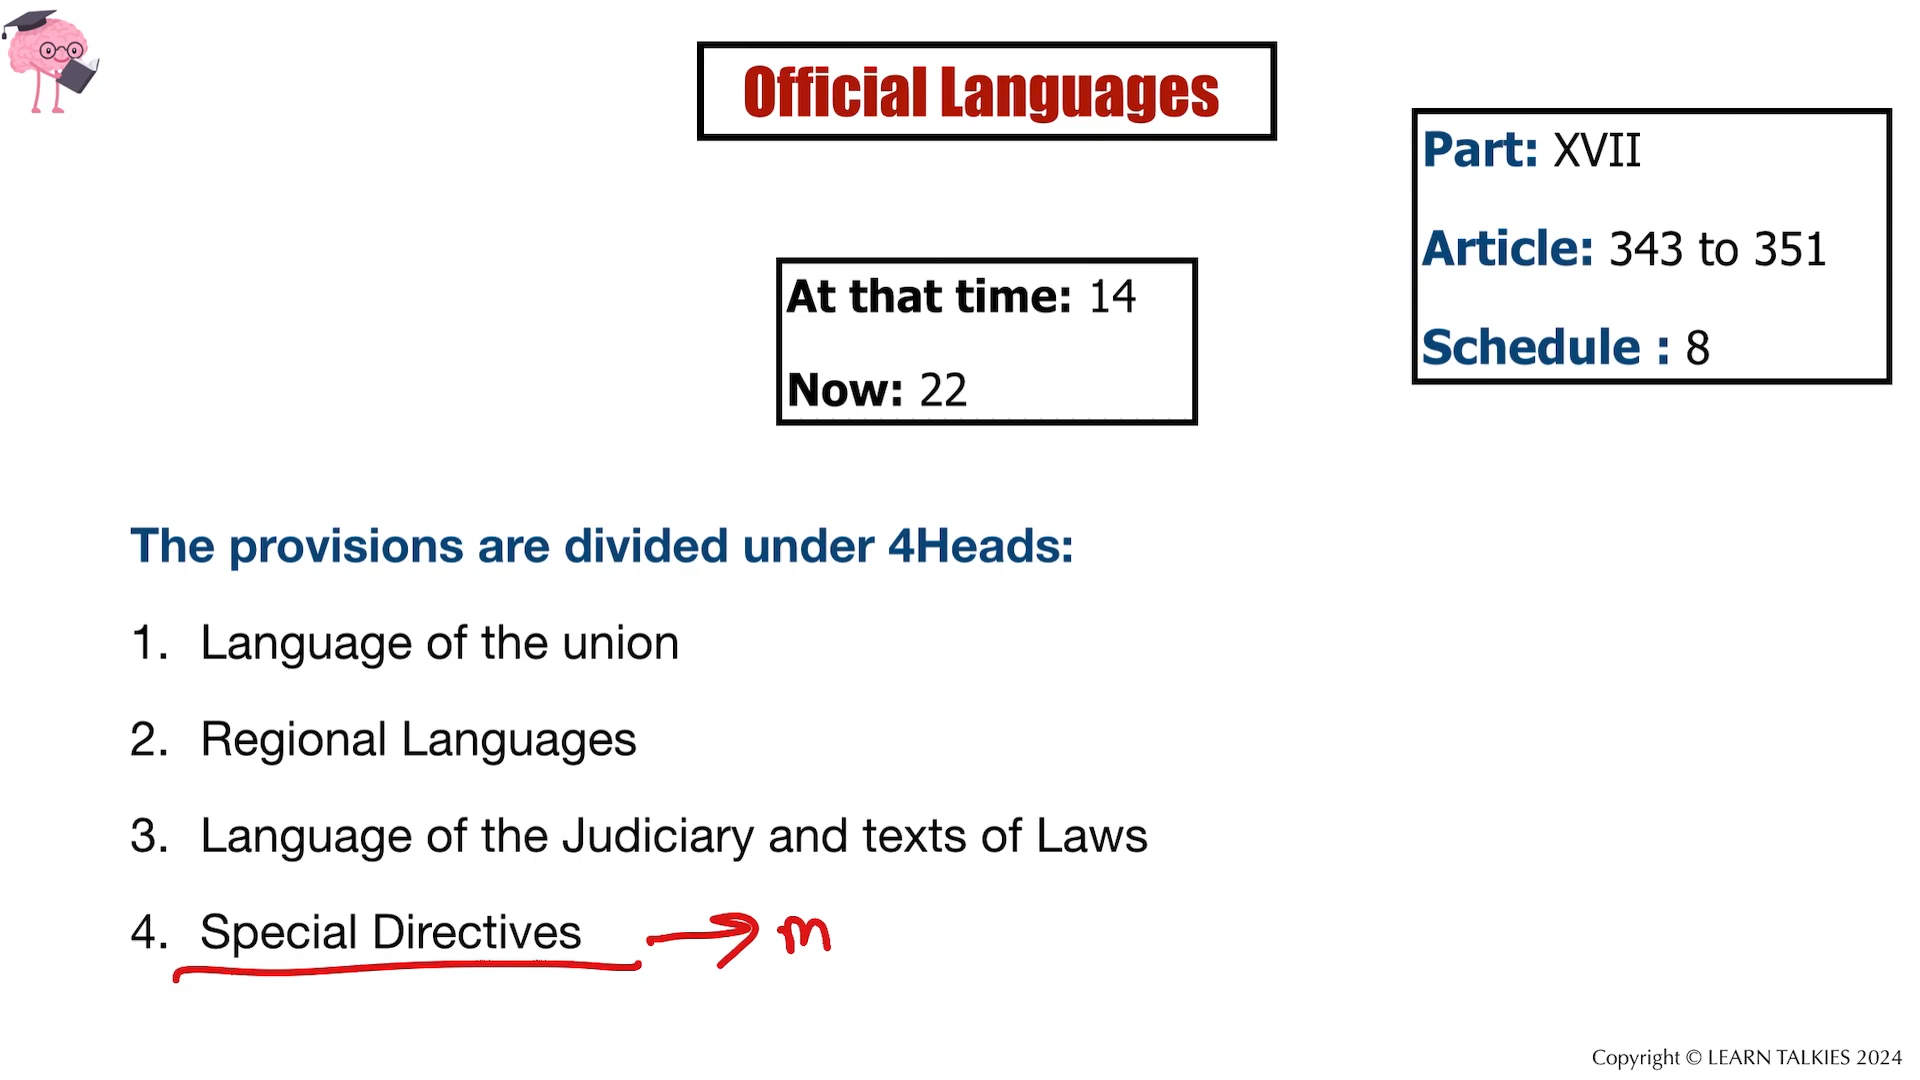 Official Languages
Part: XVII
Article: 343 to 351
Schedule : 8
At that time: 14
Now: 22
The provisions are divided under 4Heads:
1. Language of the union
2. Regional Languages
3. Language of the Judiciary and texts of Laws
4. Special Directives → m
Copyright © LEARN TALKIES 2024